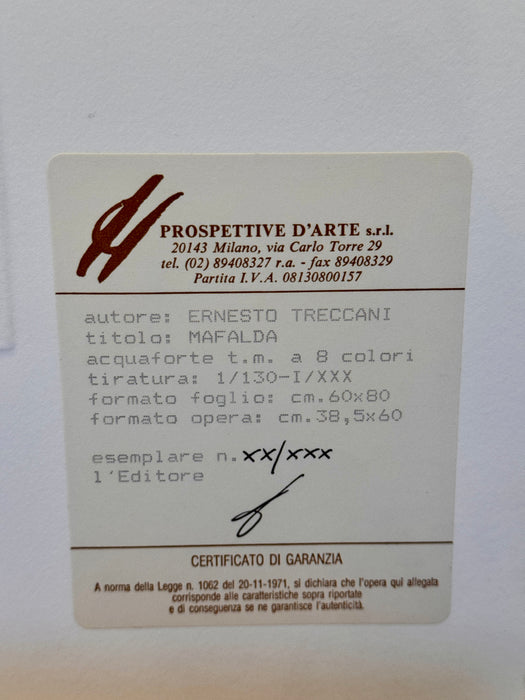 PROSPETTIVE D'ARTE s.r.l.
20143 Milano, via Carlo Torre 29
tel. (02) 89408327 r.a. - fax 89408329
Partita I.V.A. 08130800157
autore: ERNESTO TRECCANI
titolo: MAFALDA
acquaforte t.m. a 8 colori
tiratura: 1/130-I/XXX
formato foglio: cm.60x80
formato opera: cm.38,5x60
esemplare n. xx/xxx
l'Editore
CERTIFICATO DI GARANZIA
A norma della Legge n. 1062 del 20-11-1971, si dichiara che l'opera qui allegata
corrisponde alle caratteristiche sopra riportate
e di conseguenza se ne garantisce l'autenticità.